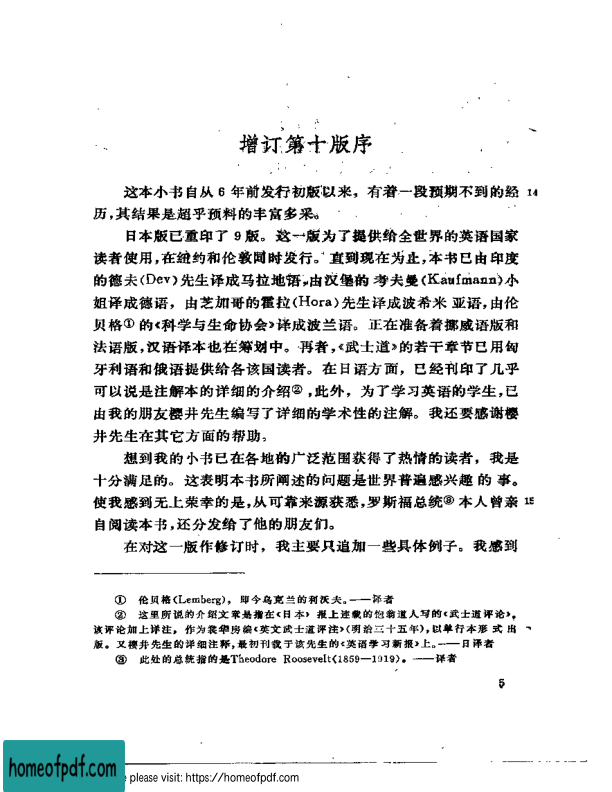 增订第十版序
这本小书自从 6 年前发行初版以来，有着一段预期不到的经 14
历，其结果是超乎预料的丰富多采。
日本版已重印了 9 版。这一版为了提供给全世界的英语国家
读者使用，在纽约和伦敦同时发行。直到现在为止，本书已由印度
的德夫(Dev)先生译成马拉地语，由汉堡的考夫曼(Kaufmann)小
姐译成德语，由芝加哥的霍拉(Hora)先生译成波希米亚语，由伦
贝格①的《科学与生命协会》译成波兰语。正在准备着挪威语版和
法语版，汉语译本也在筹划中。再者，《武士道》的若干章节已用匈
牙利语和俄语提供给各该国读者。在日语方面，已经刊印了几乎
可以说是注解本的详细的介绍②，此外，为了学习英语的学生，已
由我的朋友樱井先生编写了详细的学术性的注解。我还要感谢樱
井先生在其它方面的帮助。
想到我的小书已在各地的广泛范围获得了热情的读者，我是
十分满足的。这表明本书所阐述的问题是世界普遍感兴趣的事。
使我感到无上荣幸的是，从可靠来源获悉，罗斯福总统③本人曾亲 15
自阅读本书，还分发给了他的朋友们。
在对这一版作修订时，我主要只追加一些具体例子。我感到
① 伦贝格(Lemberg)，即今乌克兰的利沃夫。——译者
② 这里所说的介绍文章是指在《日本》报上连载的饱翁道人写的《武士道评论》。
该评论加上译注，作为裳华房编《英文武士道评注》(明治三十五年)，以单行本形式出
版。又樱井先生的详细注释，最初刊载于该先生的《英语学习新报》上。——日译者
③ 此处的总统指的是Theodore Roosevelt(1859—1919)。——译者
5
homeofpdf.com
e please visit: https://homeofpdf.com